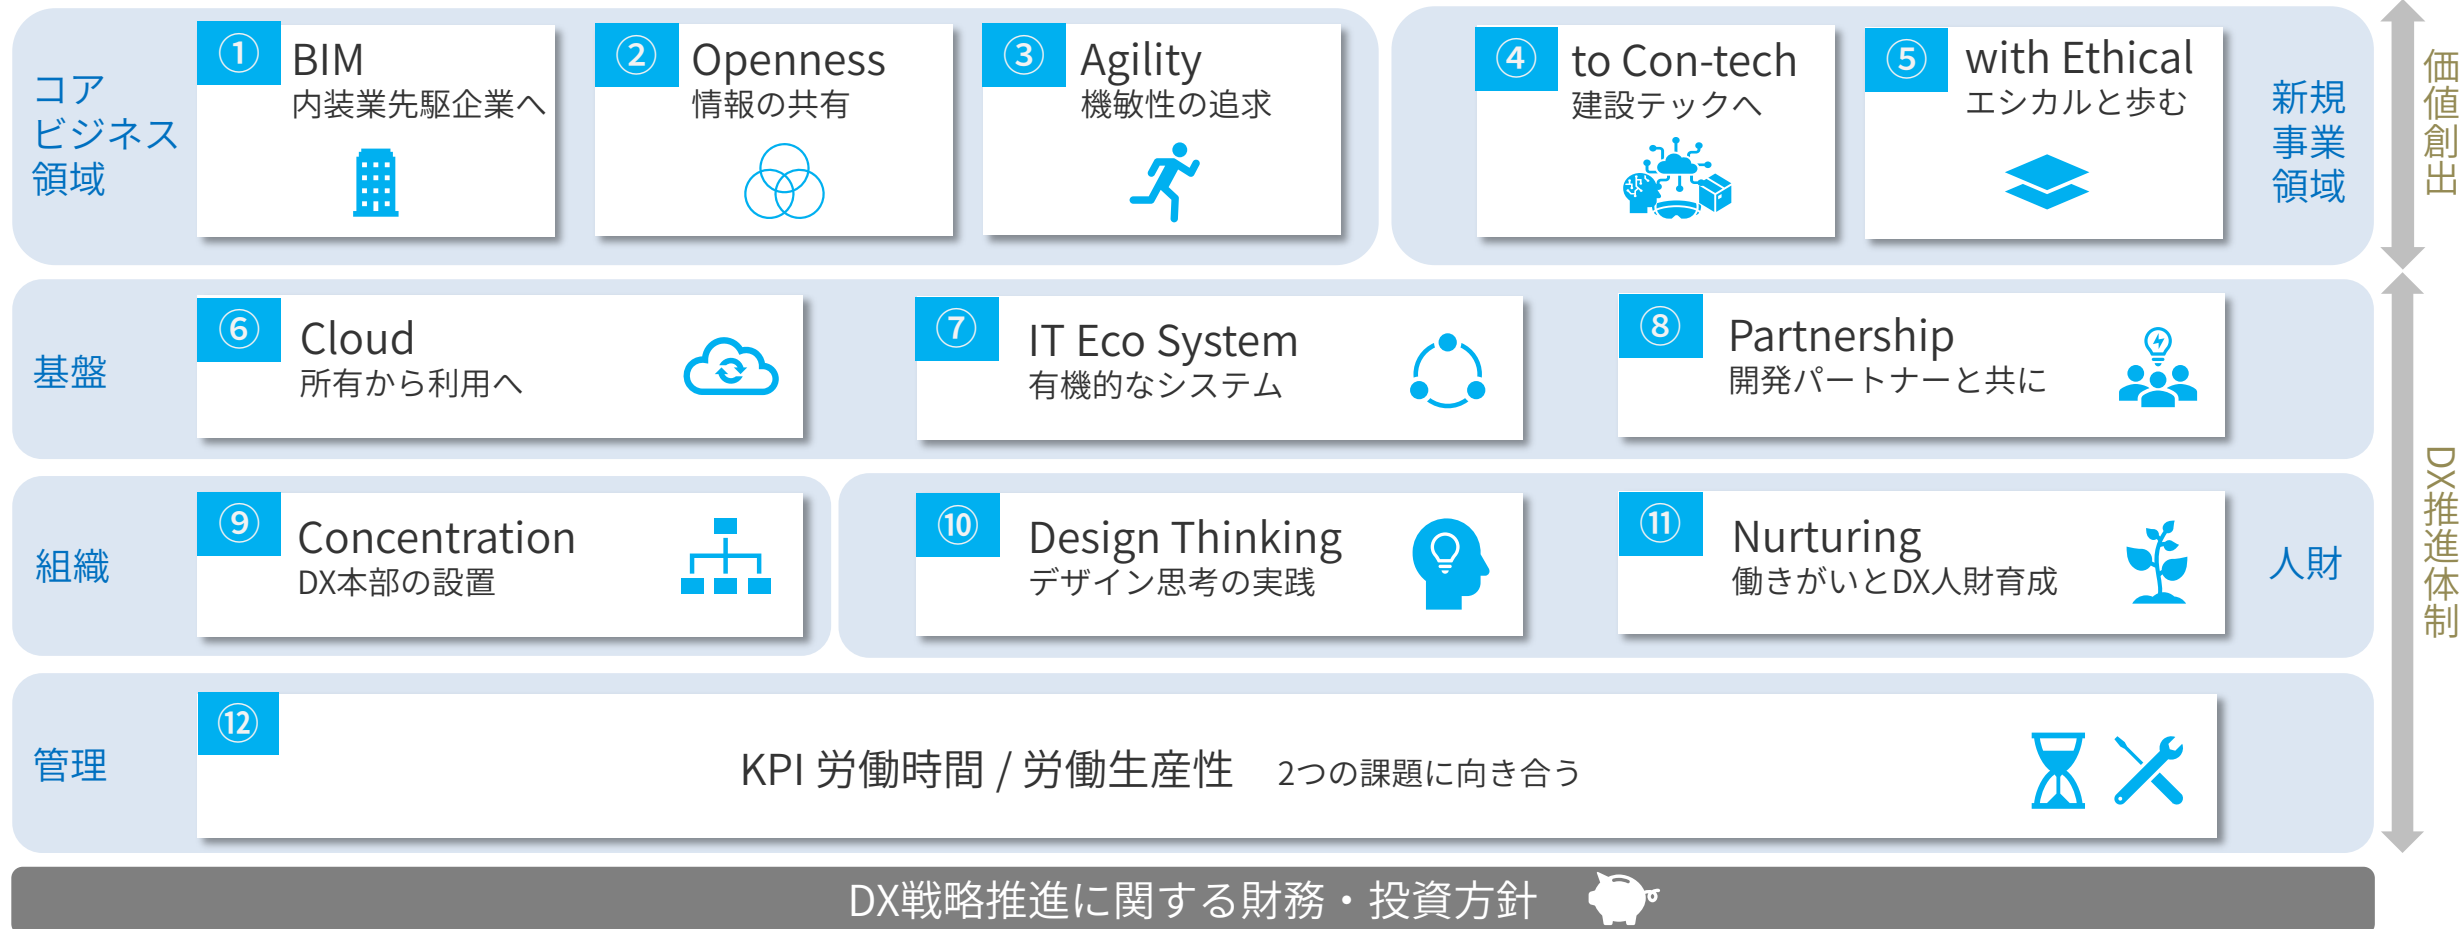 コア
ビジネス
領域
① BIM
内装業先駆企業へ
② Openness
情報の共有
③ Agility
機敏性の追求
④ to Con-tech
建設テックへ
⑤ with Ethical
エシカルと歩む
新規
事業
領域
価値創出
基盤
⑥ Cloud
所有から利用へ
⑦ IT Eco System
有機的なシステム
⑧ Partnership
開発パートナーと共に
組織
⑨ Concentration
DX本部の設置
⑩ Design Thinking
デザイン思考の実践
⑪ Nurturing
働きがいとDX人財育成
人財
DX推進体制
管理
⑫
KPI 労働時間 / 労働生産性 2つの課題に向き合う
DX戦略推進に関する財務・投資方針